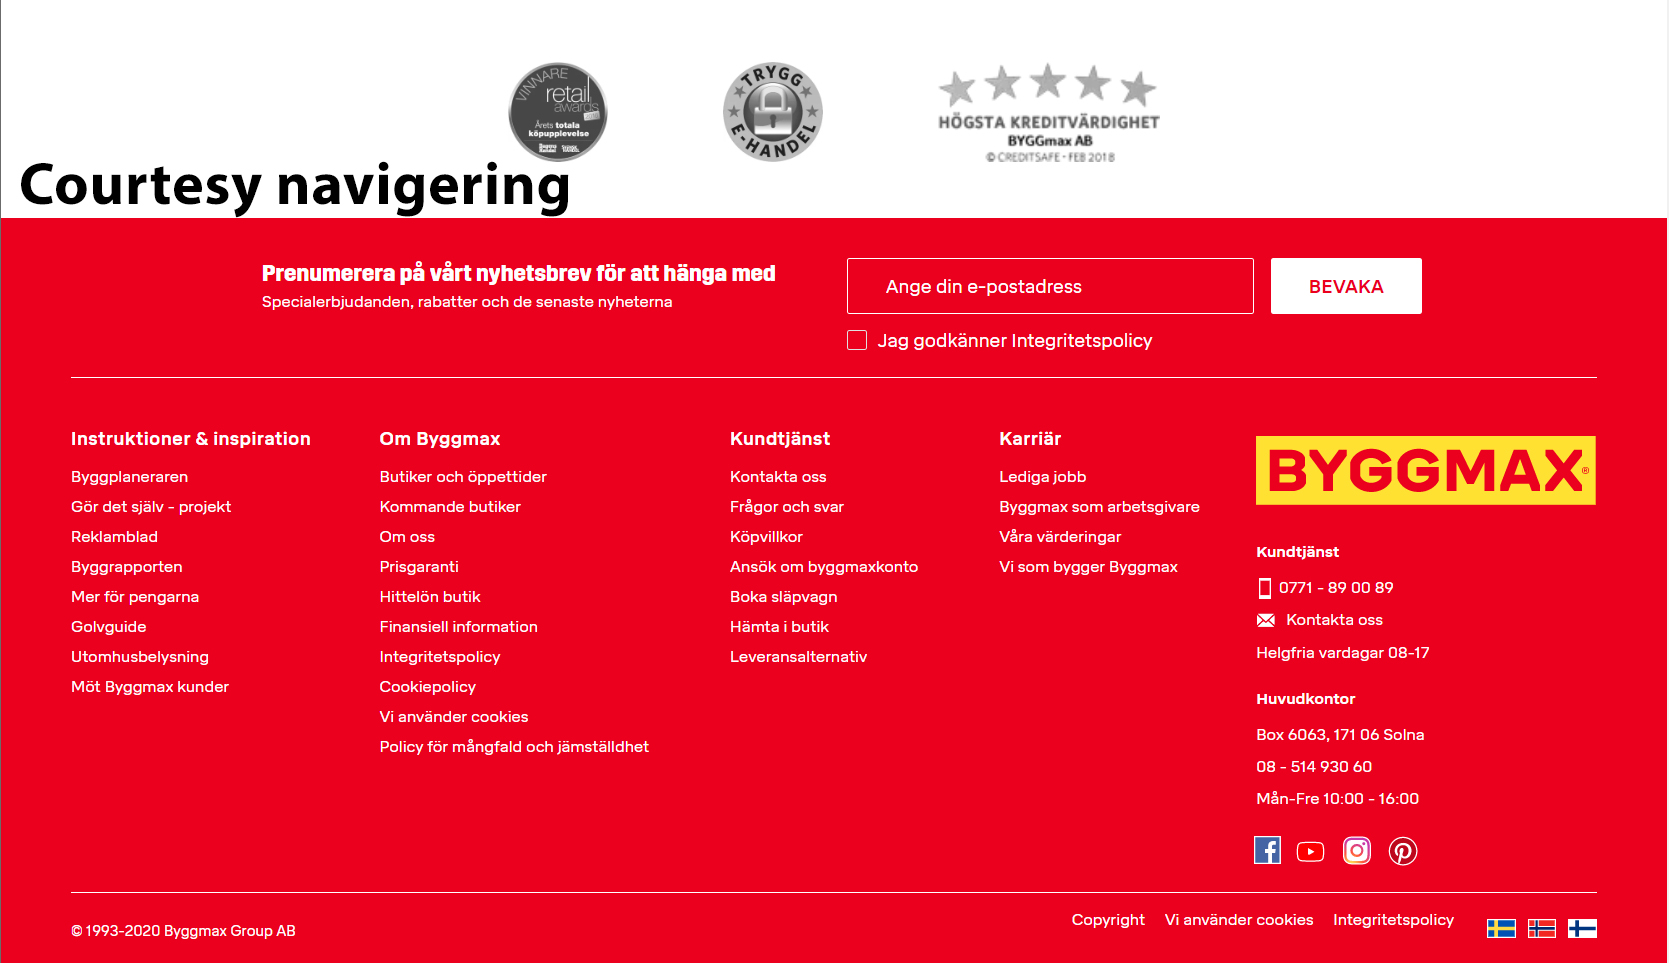 VINNARE
retail
awards
Årets totala
köpupplevelse
TRYGG
E-HANDEL
HÖGSTA KREDITVÄRDIGHET
BYGGmax AB
© CREDITSAFE - FEB 2018
Courtesy navigering
Prenumerera på vårt nyhetsbrev för att hänga med
Specialerbjudanden, rabatter och de senaste nyheterna
Ange din e-postadress
BEVAKA
Jag godkänner Integritetspolicy
Instruktioner & inspiration
Byggplaneraren
Gör det själv - projekt
Reklamblad
Byggrapporten
Mer för pengarna
Golvguide
Utomhusbelysning
Möt Byggmax kunder
Om Byggmax
Butiker och öppettider
Kommande butiker
Om oss
Prisgaranti
Hittelön butik
Finansiell information
Integritetspolicy
Cookiepolicy
Vi använder cookies
Policy för mångfald och jämställdhet
Kundtjänst
Kontakta oss
Frågor och svar
Köpvillkor
Ansök om byggmaxkonto
Boka släpvagn
Hämta i butik
Leveransalternativ
Karriär
Lediga jobb
Byggmax som arbetsgivare
Våra värderingar
Vi som bygger Byggmax
BYGGMAX®
Kundtjänst
0771 - 89 00 89
Kontakta oss
Helgfria vardagar 08-17
Huvudkontor
Box 6063, 171 06 Solna
08 - 514 930 60
Mån-Fre 10:00 - 16:00
© 1993-2020 Byggmax Group AB
Copyright
Vi använder cookies
Integritetspolicy